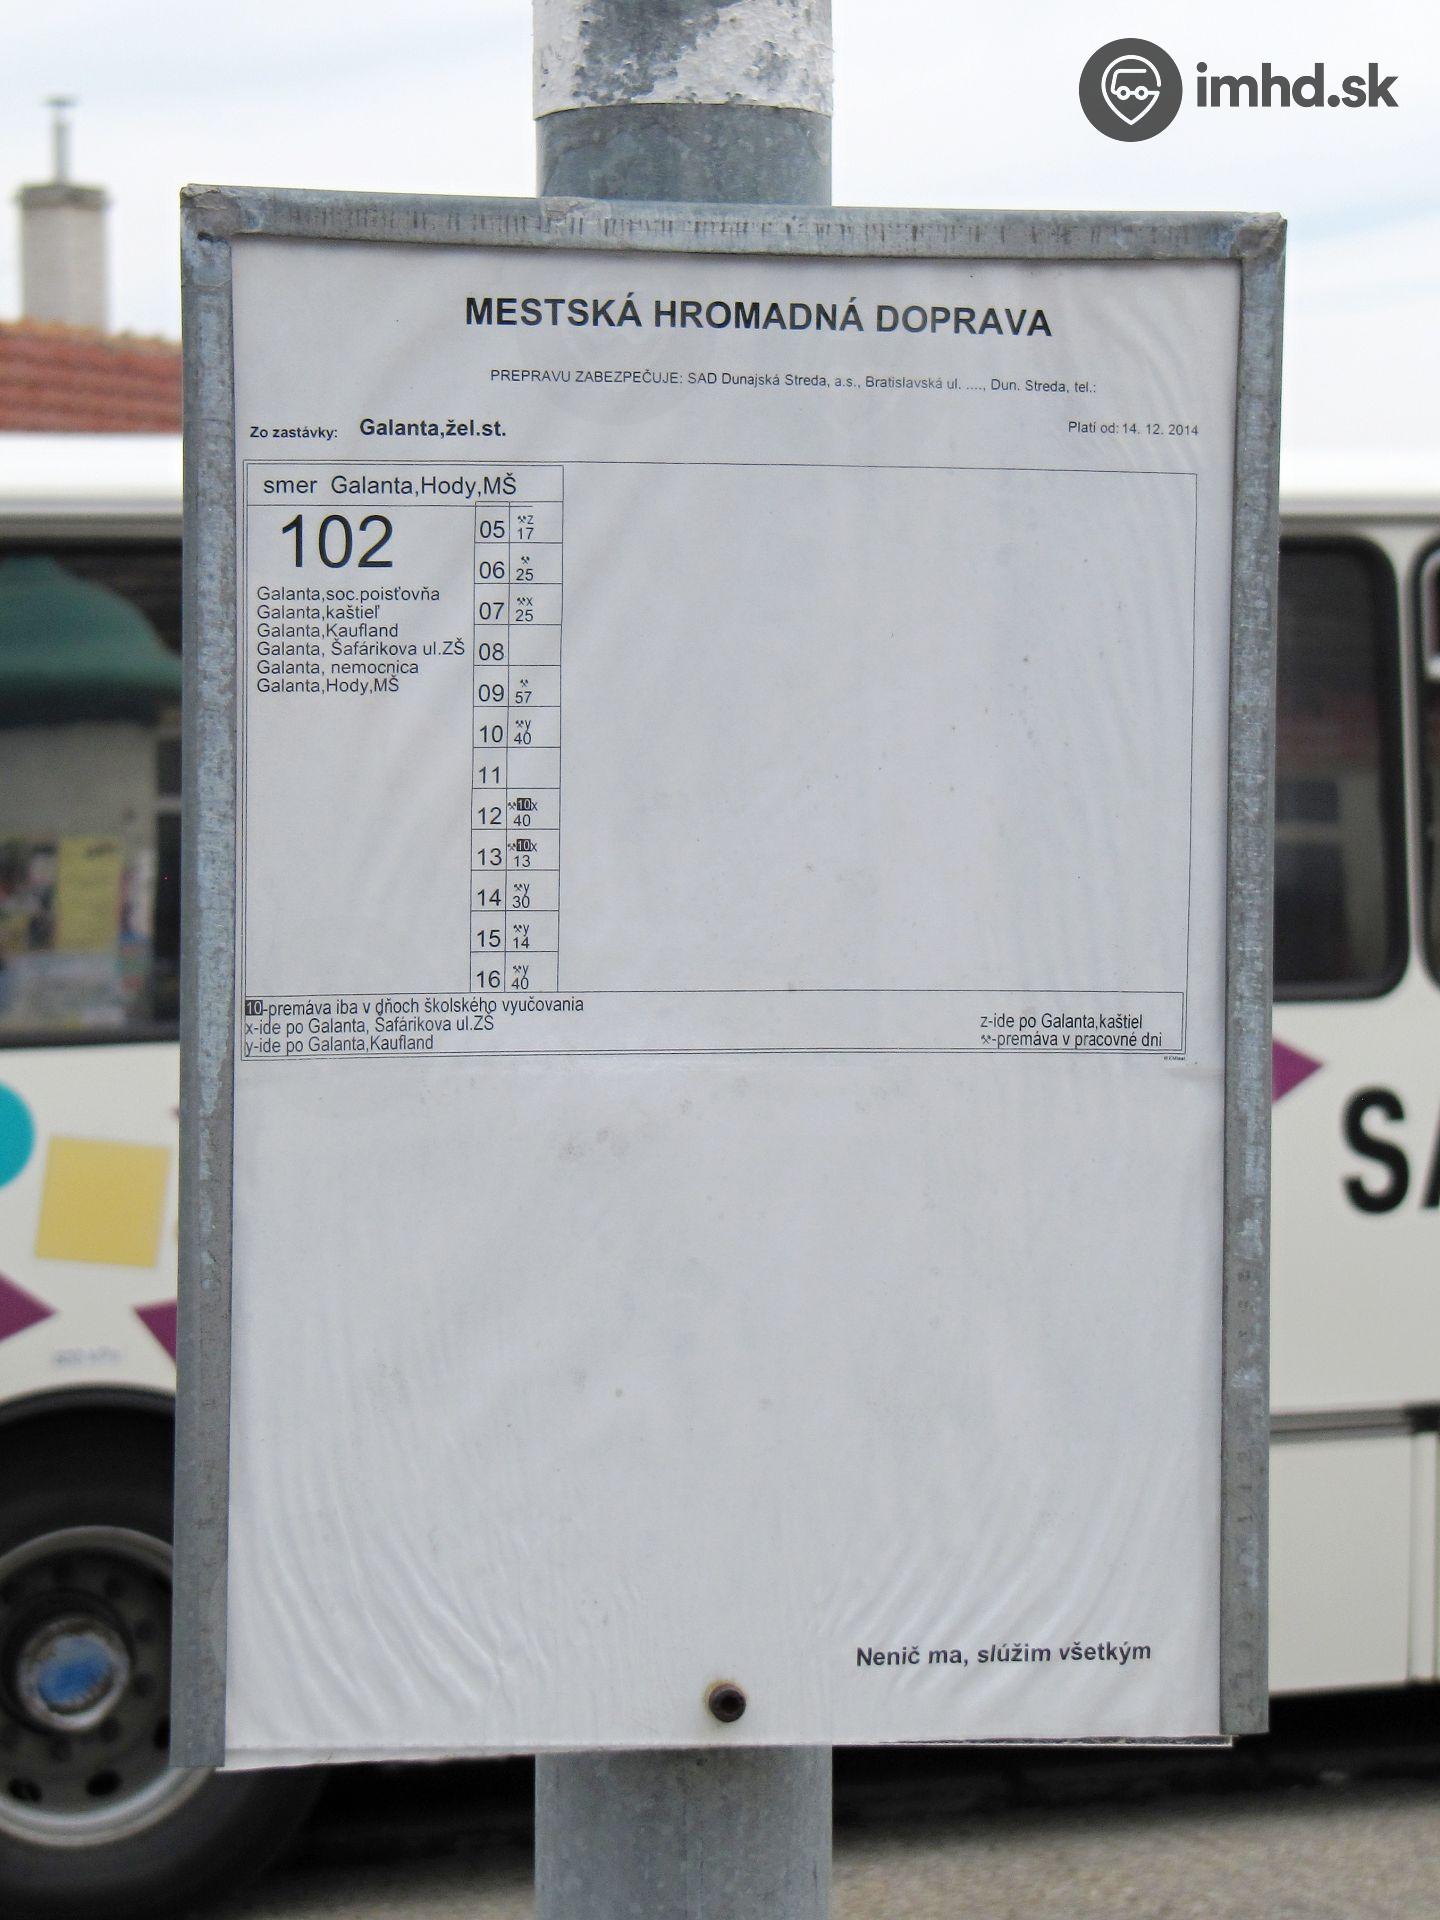 imhd.sk
MESTSKÁ HROMADNÁ DOPRAVA
PREPRAVU ZABEZPEČUJE: SAD Dunajská Streda, a.s., Bratislavská ul. ...., Dun. Streda, tel.:
Zo zastávky: Galanta,žel.st. Platí od: 14. 12. 2014
smer Galanta,Hody,MŠ
102
Galanta,soc.poisťovňa
Galanta,kaštieľ
Galanta,Kaufland
Galanta, Šafárikova ul.ZŠ
Galanta, nemocnica
Galanta,Hody,MŠ
05 ⚒z 17
06 ⚒ 25
07 ⚒x 25
08
09 ⚒ 57
10 ⚒y 40
11
12 ⚒10x 40
13 ⚒10x 13
14 ⚒y 30
15 ⚒y 14
16 ⚒y 40
10-premáva iba v dňoch školského vyučovania
x-ide po Galanta, Šafárikova ul.ZŠ
y-ide po Galanta,Kaufland
z-ide po Galanta,kaštiel
⚒-premáva v pracovné dni
Nenič ma, slúžim všetkým
SA